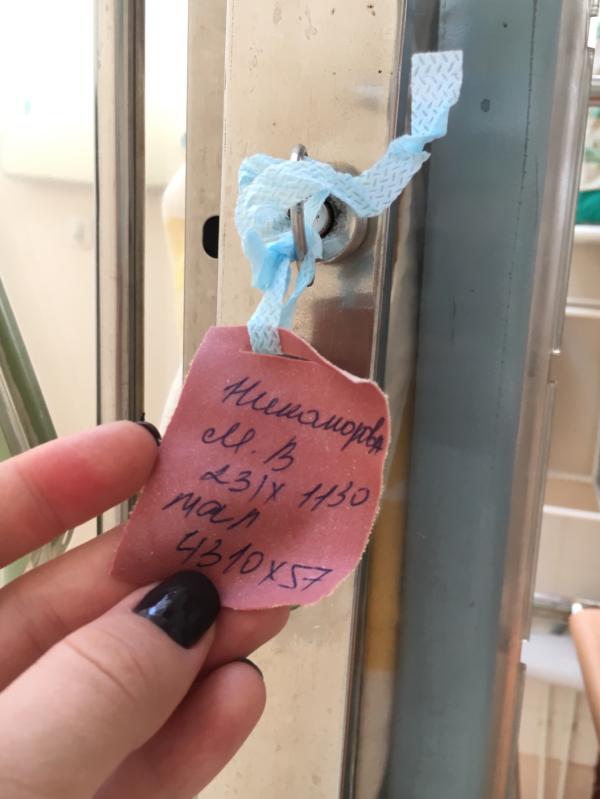 Никанорова
М. В
23/х 1130
мал
4310х57